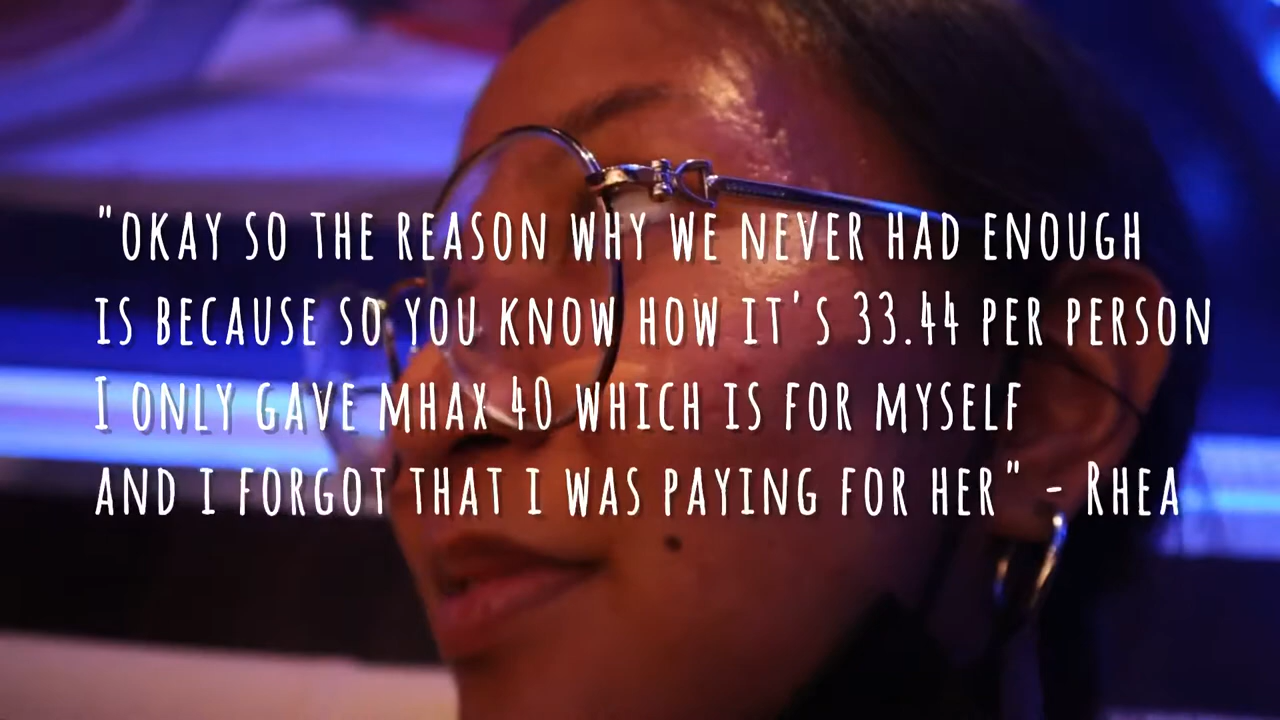 "OKAY SO THE REASON WHY WE NEVER HAD ENOUGH
IS BECAUSE SO YOU KNOW HOW IT'S 33.44 PER PERSON
I ONLY GAVE MHAX 40 WHICH IS FOR MYSELF
AND I FORGOT THAT I WAS PAYING FOR HER" - RHEA